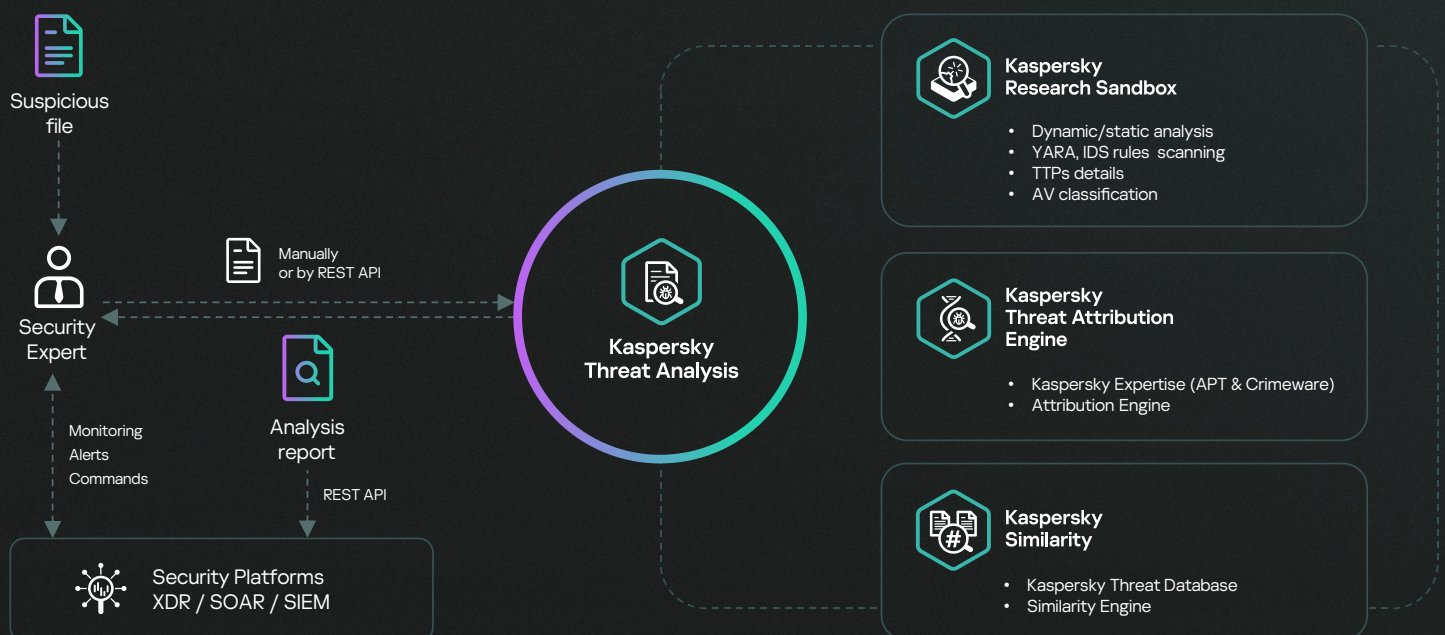 Suspicious
file
Security
Expert
Manually
or by REST API
Analysis
report
Monitoring
Alerts
Commands
REST API
Security Platforms
XDR / SOAR / SIEM
Kaspersky
Threat Analysis
Kaspersky
Research Sandbox
• Dynamic/static analysis
• YARA, IDS rules scanning
• TTPs details
• AV classification
Kaspersky
Threat Attribution
Engine
• Kaspersky Expertise (APT & Crimeware)
• Attribution Engine
#
Kaspersky
Similarity
• Kaspersky Threat Database
• Similarity Engine